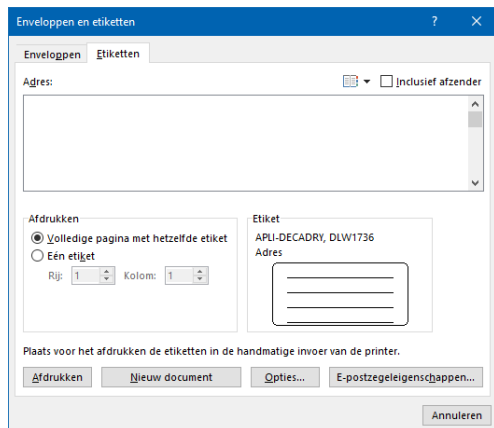 Enveloppen en etiketten
Enveloppen Etiketten
Adres: Inclusief afzender
Afdrukken
Volledige pagina met hetzelfde etiket
Eén etiket
Rij: 1 Kolom: 1
Etiket
APLI-DECADRY, DLW1736
Adres
Plaats voor het afdrukken de etiketten in de handmatige invoer van de printer.
Afdrukken Nieuw document Opties... E-postzegeleigenschappen...
Annuleren